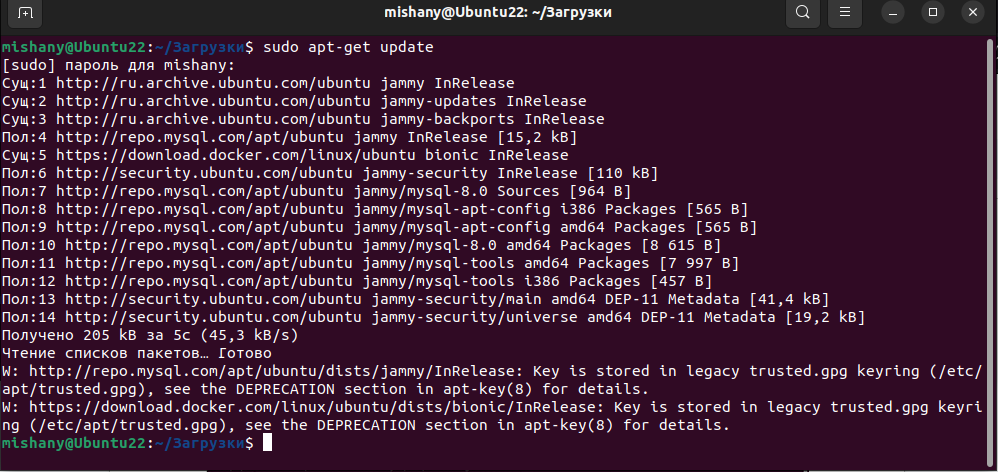 mishany@Ubuntu22: ~/Загрузки
mishany@Ubuntu22:~/Загрузки$ sudo apt-get update
[sudo] пароль для mishany:
Сущ:1 http://ru.archive.ubuntu.com/ubuntu jammy InRelease
Сущ:2 http://ru.archive.ubuntu.com/ubuntu jammy-updates InRelease
Сущ:3 http://ru.archive.ubuntu.com/ubuntu jammy-backports InRelease
Пол:4 http://repo.mysql.com/apt/ubuntu jammy InRelease [15,2 kB]
Сущ:5 https://download.docker.com/linux/ubuntu bionic InRelease
Пол:6 http://security.ubuntu.com/ubuntu jammy-security InRelease [110 kB]
Пол:7 http://repo.mysql.com/apt/ubuntu jammy/mysql-8.0 Sources [964 B]
Пол:8 http://repo.mysql.com/apt/ubuntu jammy/mysql-apt-config i386 Packages [565 B]
Пол:9 http://repo.mysql.com/apt/ubuntu jammy/mysql-apt-config amd64 Packages [565 B]
Пол:10 http://repo.mysql.com/apt/ubuntu jammy/mysql-8.0 amd64 Packages [8 615 B]
Пол:11 http://repo.mysql.com/apt/ubuntu jammy/mysql-tools amd64 Packages [7 997 B]
Пол:12 http://repo.mysql.com/apt/ubuntu jammy/mysql-tools i386 Packages [457 B]
Пол:13 http://security.ubuntu.com/ubuntu jammy-security/main amd64 DEP-11 Metadata [41,4 kB]
Пол:14 http://security.ubuntu.com/ubuntu jammy-security/universe amd64 DEP-11 Metadata [19,2 kB]
Получено 205 kB за 5с (45,3 kB/s)
Чтение списков пакетов… Готово
W: http://repo.mysql.com/apt/ubuntu/dists/jammy/InRelease: Key is stored in legacy trusted.gpg keyring (/etc/
apt/trusted.gpg), see the DEPRECATION section in apt-key(8) for details.
W: https://download.docker.com/linux/ubuntu/dists/bionic/InRelease: Key is stored in legacy trusted.gpg keyri
ng (/etc/apt/trusted.gpg), see the DEPRECATION section in apt-key(8) for details.
mishany@Ubuntu22:~/Загрузки$